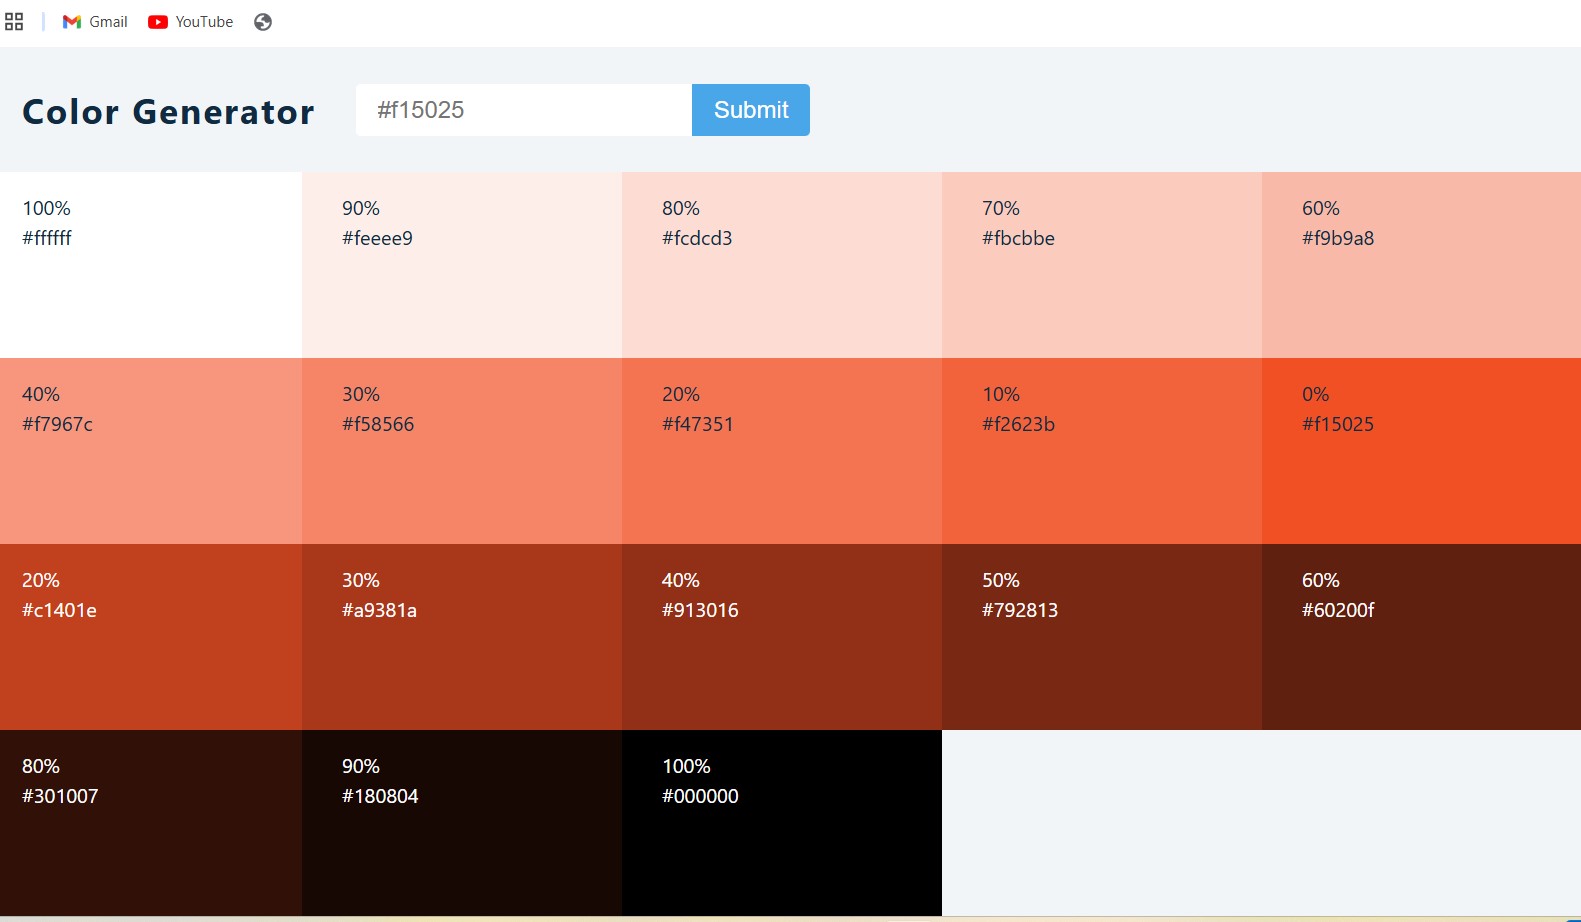 Gmail YouTube
Color Generator #f15025 Submit
100% 90% 80% 70% 60%
#ffffff #feeee9 #fcdcd3 #fbcbbe #f9b9a8
40% 30% 20% 10% 0%
#f7967c #f58566 #f47351 #f2623b #f15025
20% 30% 40% 50% 60%
#c1401e #a9381a #913016 #792813 #60200f
80% 90% 100%
#301007 #180804 #000000